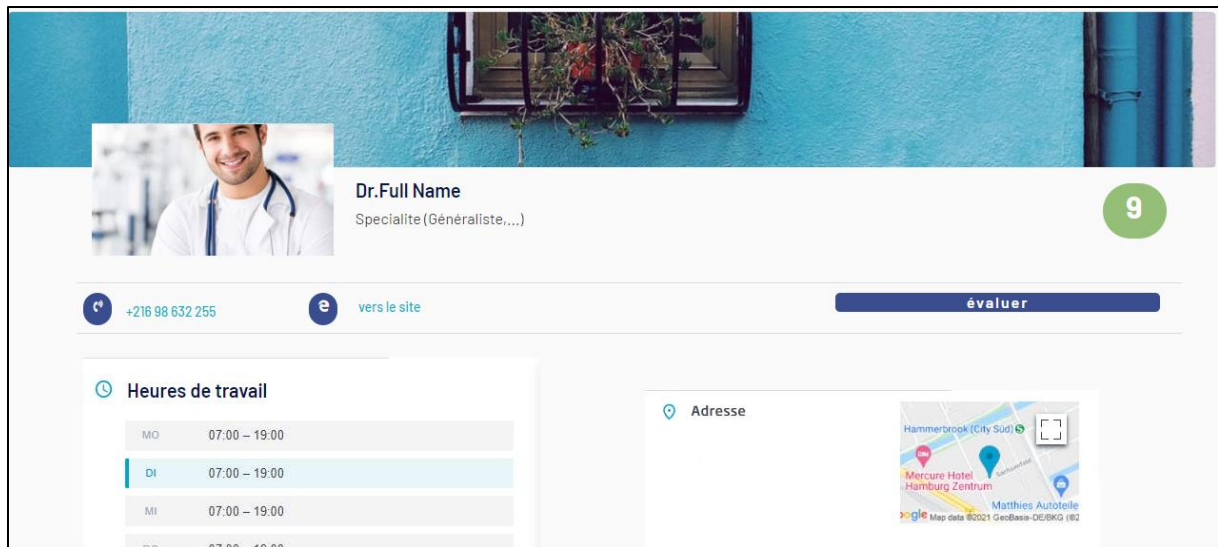 Dr.Full Name
Specialite (Généraliste,...)
9
+216 98 632 255
e
vers le site
évaluer
Heures de travail
MO 07:00 – 19:00
DI 07:00 – 19:00
MI 07:00 – 19:00
Adresse
Hammerbrook (City Süd) S
Sachsenfeld
Mercure Hotel
Hamburg Zentrum
Matthies Autoteile
Map data ©2021 GeoBasis-DE/BKG